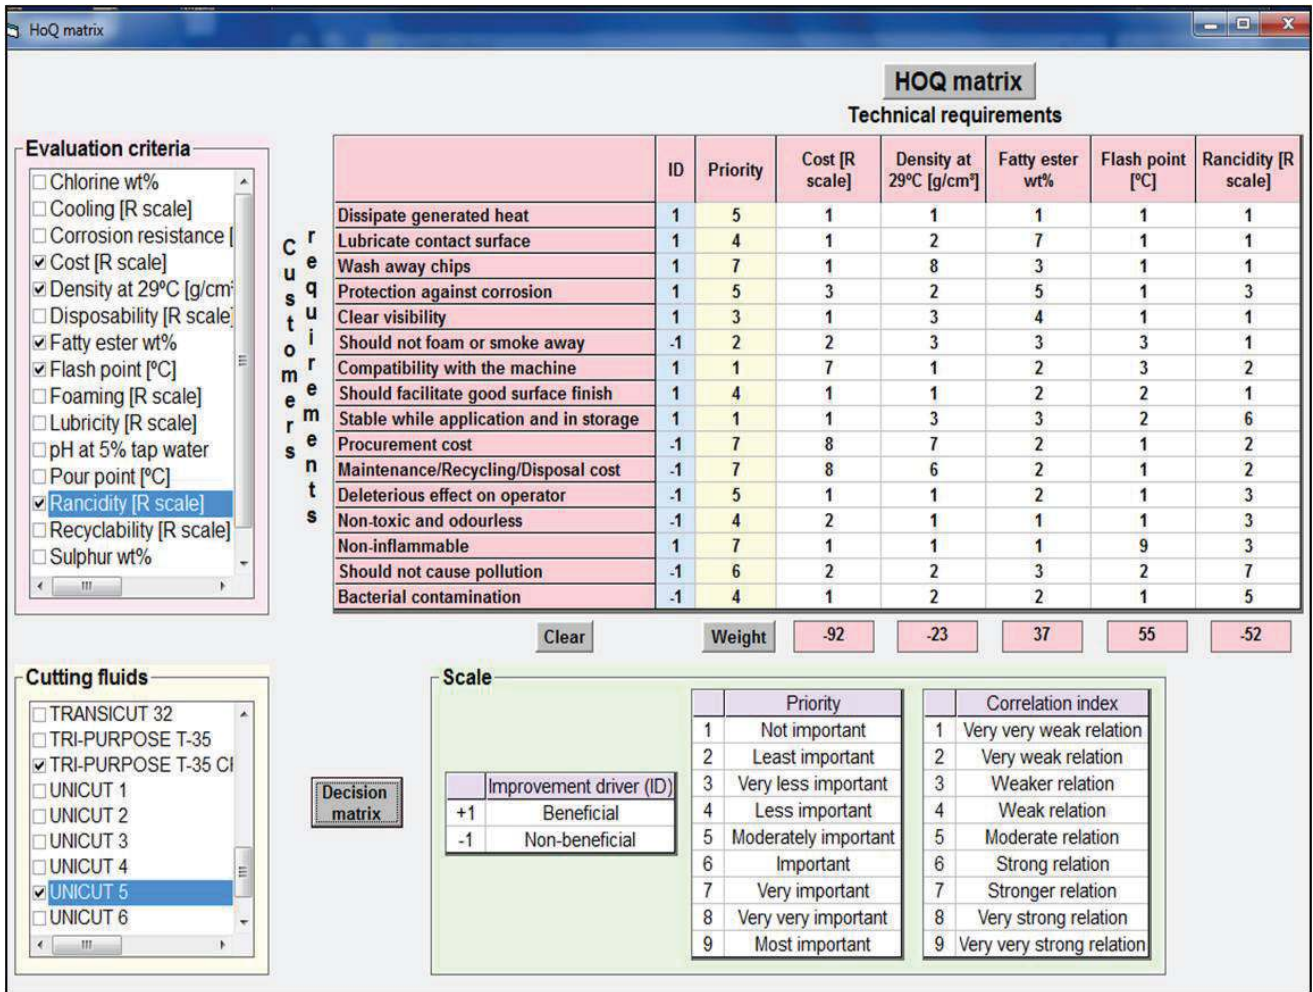 HoQ matrix
HOQ matrix
Technical requirements
Evaluation criteria
Chlorine wt%
Cooling [R scale]
Corrosion resistance [
Cost [R scale]
Density at 29ºC [g/cm³
Disposability [R scale]
Fatty ester wt%
Flash point [ºC]
Foaming [R scale]
Lubricity [R scale]
pH at 5% tap water
Pour point [ºC]
Rancidity [R scale]
Recyclability [R scale]
Sulphur wt%
Customers
requirements
ID Priority Cost [R scale] Density at 29ºC [g/cm³] Fatty ester wt% Flash point [ºC] Rancidity [R scale]
Dissipate generated heat 1 5 1 1 1 1 1
Lubricate contact surface 1 4 1 2 7 1 1
Wash away chips 1 7 1 8 3 1 1
Protection against corrosion 1 5 3 2 5 1 3
Clear visibility 1 3 1 3 4 1 1
Should not foam or smoke away -1 2 2 3 3 3 1
Compatibility with the machine 1 1 7 1 2 3 2
Should facilitate good surface finish 1 4 1 1 2 2 1
Stable while application and in storage 1 1 1 3 3 2 6
Procurement cost -1 7 8 7 2 1 2
Maintenance/Recycling/Disposal cost -1 7 8 6 2 1 2
Deleterious effect on operator -1 5 1 1 2 1 3
Non-toxic and odourless -1 4 2 1 1 1 3
Non-inflammable 1 7 1 1 1 9 3
Should not cause pollution -1 6 2 2 3 2 7
Bacterial contamination -1 4 1 2 2 1 5
Clear Weight -92 -23 37 55 -52
Cutting fluids
TRANSICUT 32
TRI-PURPOSE T-35
TRI-PURPOSE T-35 CF
UNICUT 1
UNICUT 2
UNICUT 3
UNICUT 4
UNICUT 5
UNICUT 6
Decision matrix
Scale
Improvement driver (ID)
+1 Beneficial
-1 Non-beneficial
Priority
1 Not important
2 Least important
3 Very less important
4 Less important
5 Moderately important
6 Important
7 Very important
8 Very very important
9 Most important
Correlation index
1 Very very weak relation
2 Very weak relation
3 Weaker relation
4 Weak relation
5 Moderate relation
6 Strong relation
7 Stronger relation
8 Very strong relation
9 Very very strong relation